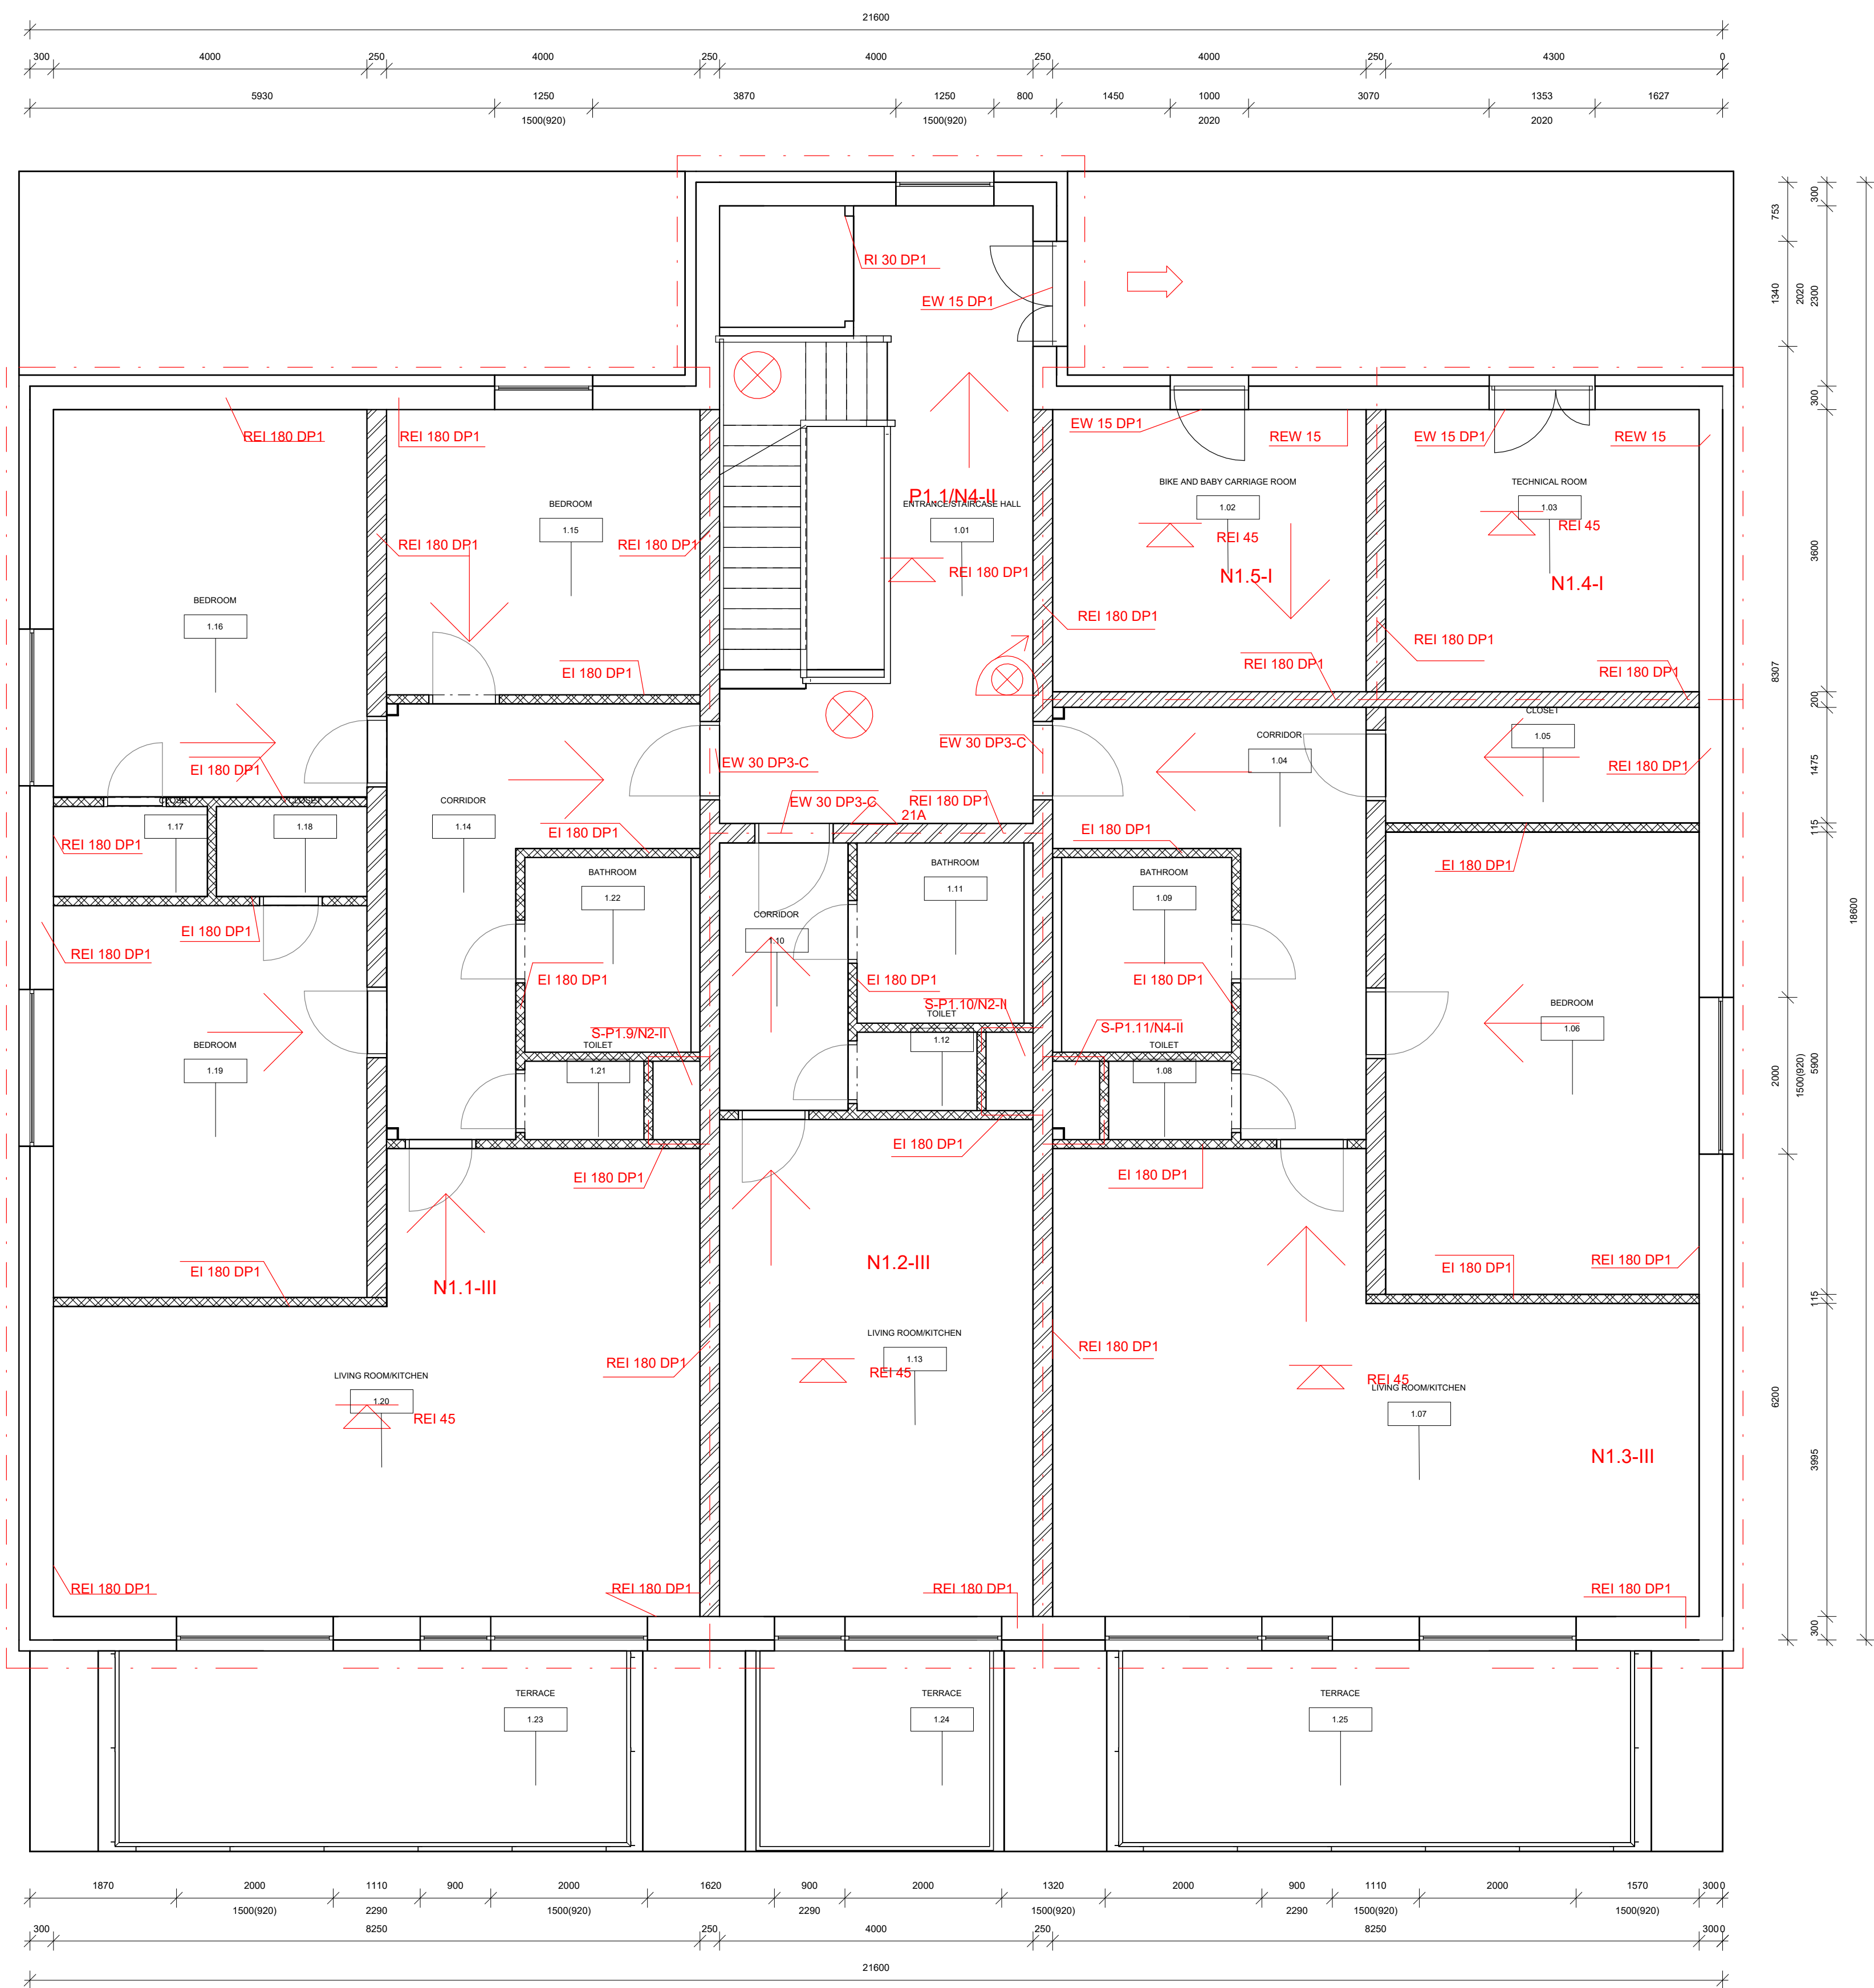 21600
300 4000 250 4000 250 4000 250 4000 250 4300 0
5930 1250 3870 1250 800 1450 1000 3070 1353 1627
1500(920) 1500(920) 2020 2020
753 300
RI 30 DP1
EW 15 DP1
1340 2020 2300
300
REI 180 DP1 REI 180 DP1 EW 15 DP1 REW 15 EW 15 DP1 REW 15
BEDROOM
1.15
P1.1/N4-II
ENTRANCE/STAIRCASE HALL
1.01
BIKE AND BABY CARRIAGE ROOM
1.02
REI 45
TECHNICAL ROOM
1.03
REI 45
REI 180 DP1 REI 180 DP1 REI 180 DP1
3600
N1.5-I N1.4-I
BEDROOM
1.16
REI 180 DP1 REI 180 DP1
EI 180 DP1 REI 180 DP1 REI 180 DP1
8307
200
CLOSET
1.05
CORRIDOR
1.04
EW 30 DP3-C
EW 30 DP3-C
REI 180 DP1
1475
EI 180 DP1
CLOSET CLOSET
1.17 1.18
CORRIDOR
1.14
EW 30 DP3-C REI 180 DP1
21A
EI 180 DP1 EI 180 DP1
115
REI 180 DP1
EI 180 DP1
BATHROOM
1.22
BATHROOM
1.11
BATHROOM
1.09
18600
CORRIDOR
1.10
EI 180 DP1
REI 180 DP1
EI 180 DP1 EI 180 DP1 EI 180 DP1
S-P1.9/N2-II S-P1.10/N2-II S-P1.11/N4-II
BEDROOM
1.06
TOILET
1.21
TOILET
1.12
TOILET
1.08
BEDROOM
1.19
2000 1500(920) 5900
EI 180 DP1 EI 180 DP1 EI 180 DP1
EI 180 DP1
N1.1-III N1.2-III
EI 180 DP1 REI 180 DP1
115
LIVING ROOM/KITCHEN
1.13
REI 45
REI 180 DP1 REI 180 DP1
LIVING ROOM/KITCHEN
1.20
REI 45
REI 45
LIVING ROOM/KITCHEN
1.07
6200
N1.3-III
3995
REI 180 DP1 REI 180 DP1 REI 180 DP1 REI 180 DP1
300
TERRACE
1.23
TERRACE
1.24
TERRACE
1.25
1870 2000 1110 900 2000 1620 900 2000 1320 2000 900 1110 2000 1570 300 0
1500(920) 2290 1500(920) 2290 1500(920) 2290 1500(920) 1500(920)
300 8250 250 4000 250 8250 300 0
21600